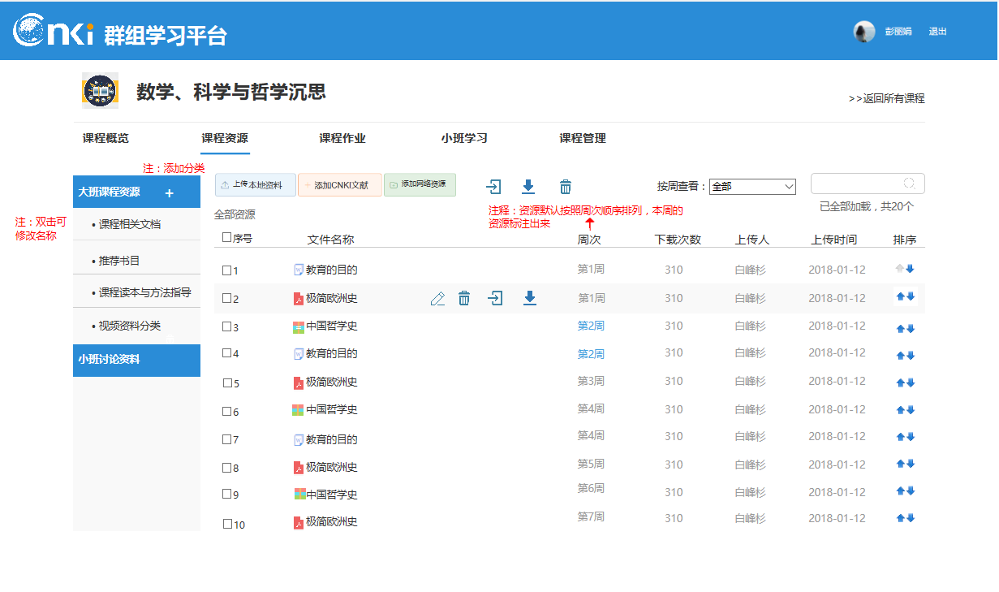 Cnki 群组学习平台
彭丽娟 退出
数学、科学与哲学沉思
>>返回所有课程
课程概览 课程资源 课程作业 小班学习 课程管理
注：添加分类
大班课程资源 +
注：双击可
修改名称
• 课程相关文档
• 推荐书目
• 课程读本与方法指导
• 视频资料分类
小班讨论资料
上传本地资料 添加CNKI文献 添加网络资源
按周查看： 全部
已全部加载，共20个
全部资源
注释：资源默认按照周次顺序排列，本周的
资源标注出来
序号 文件名称 周次 下载次数 上传人 上传时间 排序
1 教育的目的 第1周 310 白峰杉 2018-01-12
2 极简欧洲史 第1周 310 白峰杉 2018-01-12
3 中国哲学史 第2周 310 白峰杉 2018-01-12
4 教育的目的 第2周 310 白峰杉 2018-01-12
5 极简欧洲史 第3周 310 白峰杉 2018-01-12
6 中国哲学史 第4周 310 白峰杉 2018-01-12
7 教育的目的 第4周 310 白峰杉 2018-01-12
8 极简欧洲史 第5周 310 白峰杉 2018-01-12
9 中国哲学史 第6周 310 白峰杉 2018-01-12
10 极简欧洲史 第7周 310 白峰杉 2018-01-12